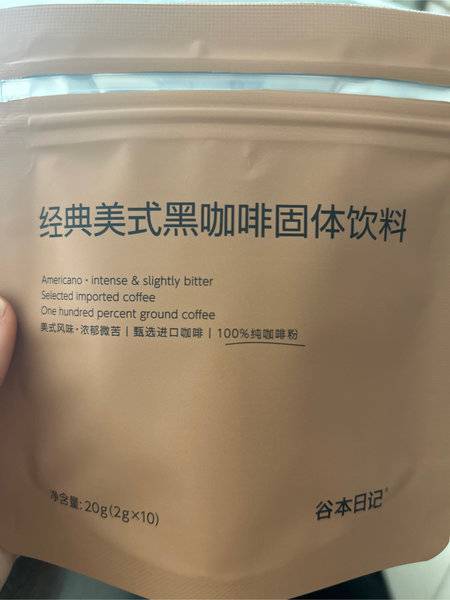 经典美式黑咖啡固体饮料
Americano · intense & slightly bitter
Selected imported coffee
One hundred percent ground coffee
美式风味·浓郁微苦 | 甄选进口咖啡 | 100%纯咖啡粉
净含量: 20g(2g×10)
谷本日记®